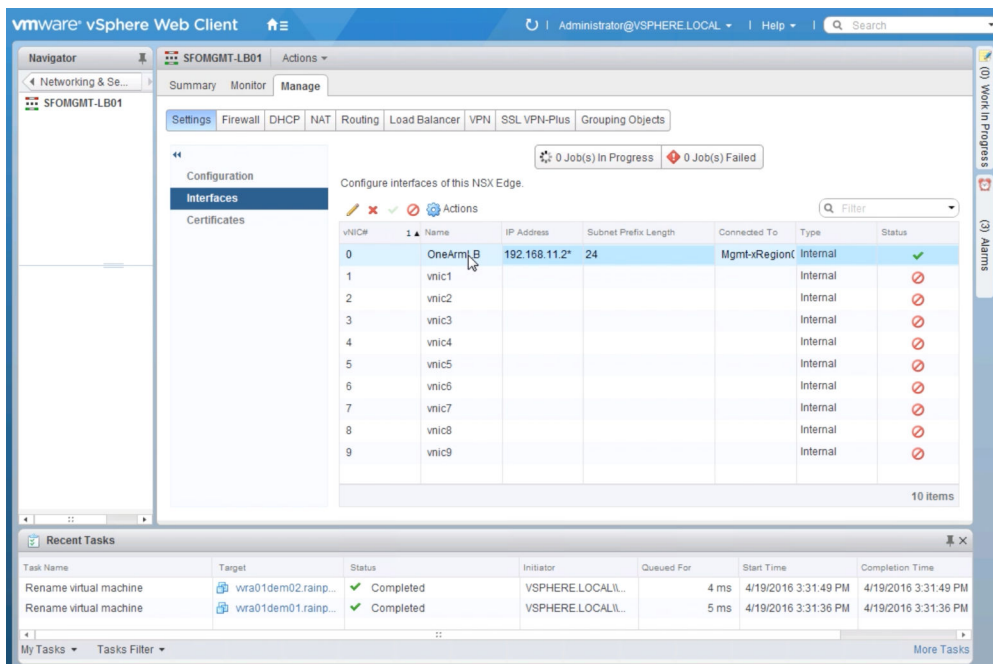 vmware® vSphere Web Client
Administrator@VSPHERE.LOCAL
Help
Search
Navigator
SFOMGMT-LB01
Actions
Networking & Se...
SFOMGMT-LB01
Summary Monitor Manage
Settings Firewall DHCP NAT Routing Load Balancer VPN SSL VPN-Plus Grouping Objects
Configuration
Interfaces
Certificates
0 Job(s) In Progress 0 Job(s) Failed
Configure interfaces of this NSX Edge.
Actions
Filter
vNIC# 1 Name IP Address Subnet Prefix Length Connected To Type Status
0 192.168.11.2* 24 Internal
1 vnic1 Internal
2 vnic2 Internal
3 vnic3 Internal
4 vnic4 Internal
5 vnic5 Internal
6 vnic6 Internal
7 vnic7 Internal
8 vnic8 Internal
9 vnic9 Internal
10 items
(0) Work In Progress
(3) Alarms
Recent Tasks
Task Name Target Status Initiator Queued For Start Time Completion Time
Rename virtual machine vra01dem02.rainp... Completed VSPHERE.LOCAL\\... 4 ms 4/19/2016 3:31:49 PM 4/19/2016 3:31:49 PM
Rename virtual machine vra01dem01.rainp... Completed VSPHERE.LOCAL\\... 5 ms 4/19/2016 3:31:36 PM 4/19/2016 3:31:36 PM
My Tasks Tasks Filter More Tasks